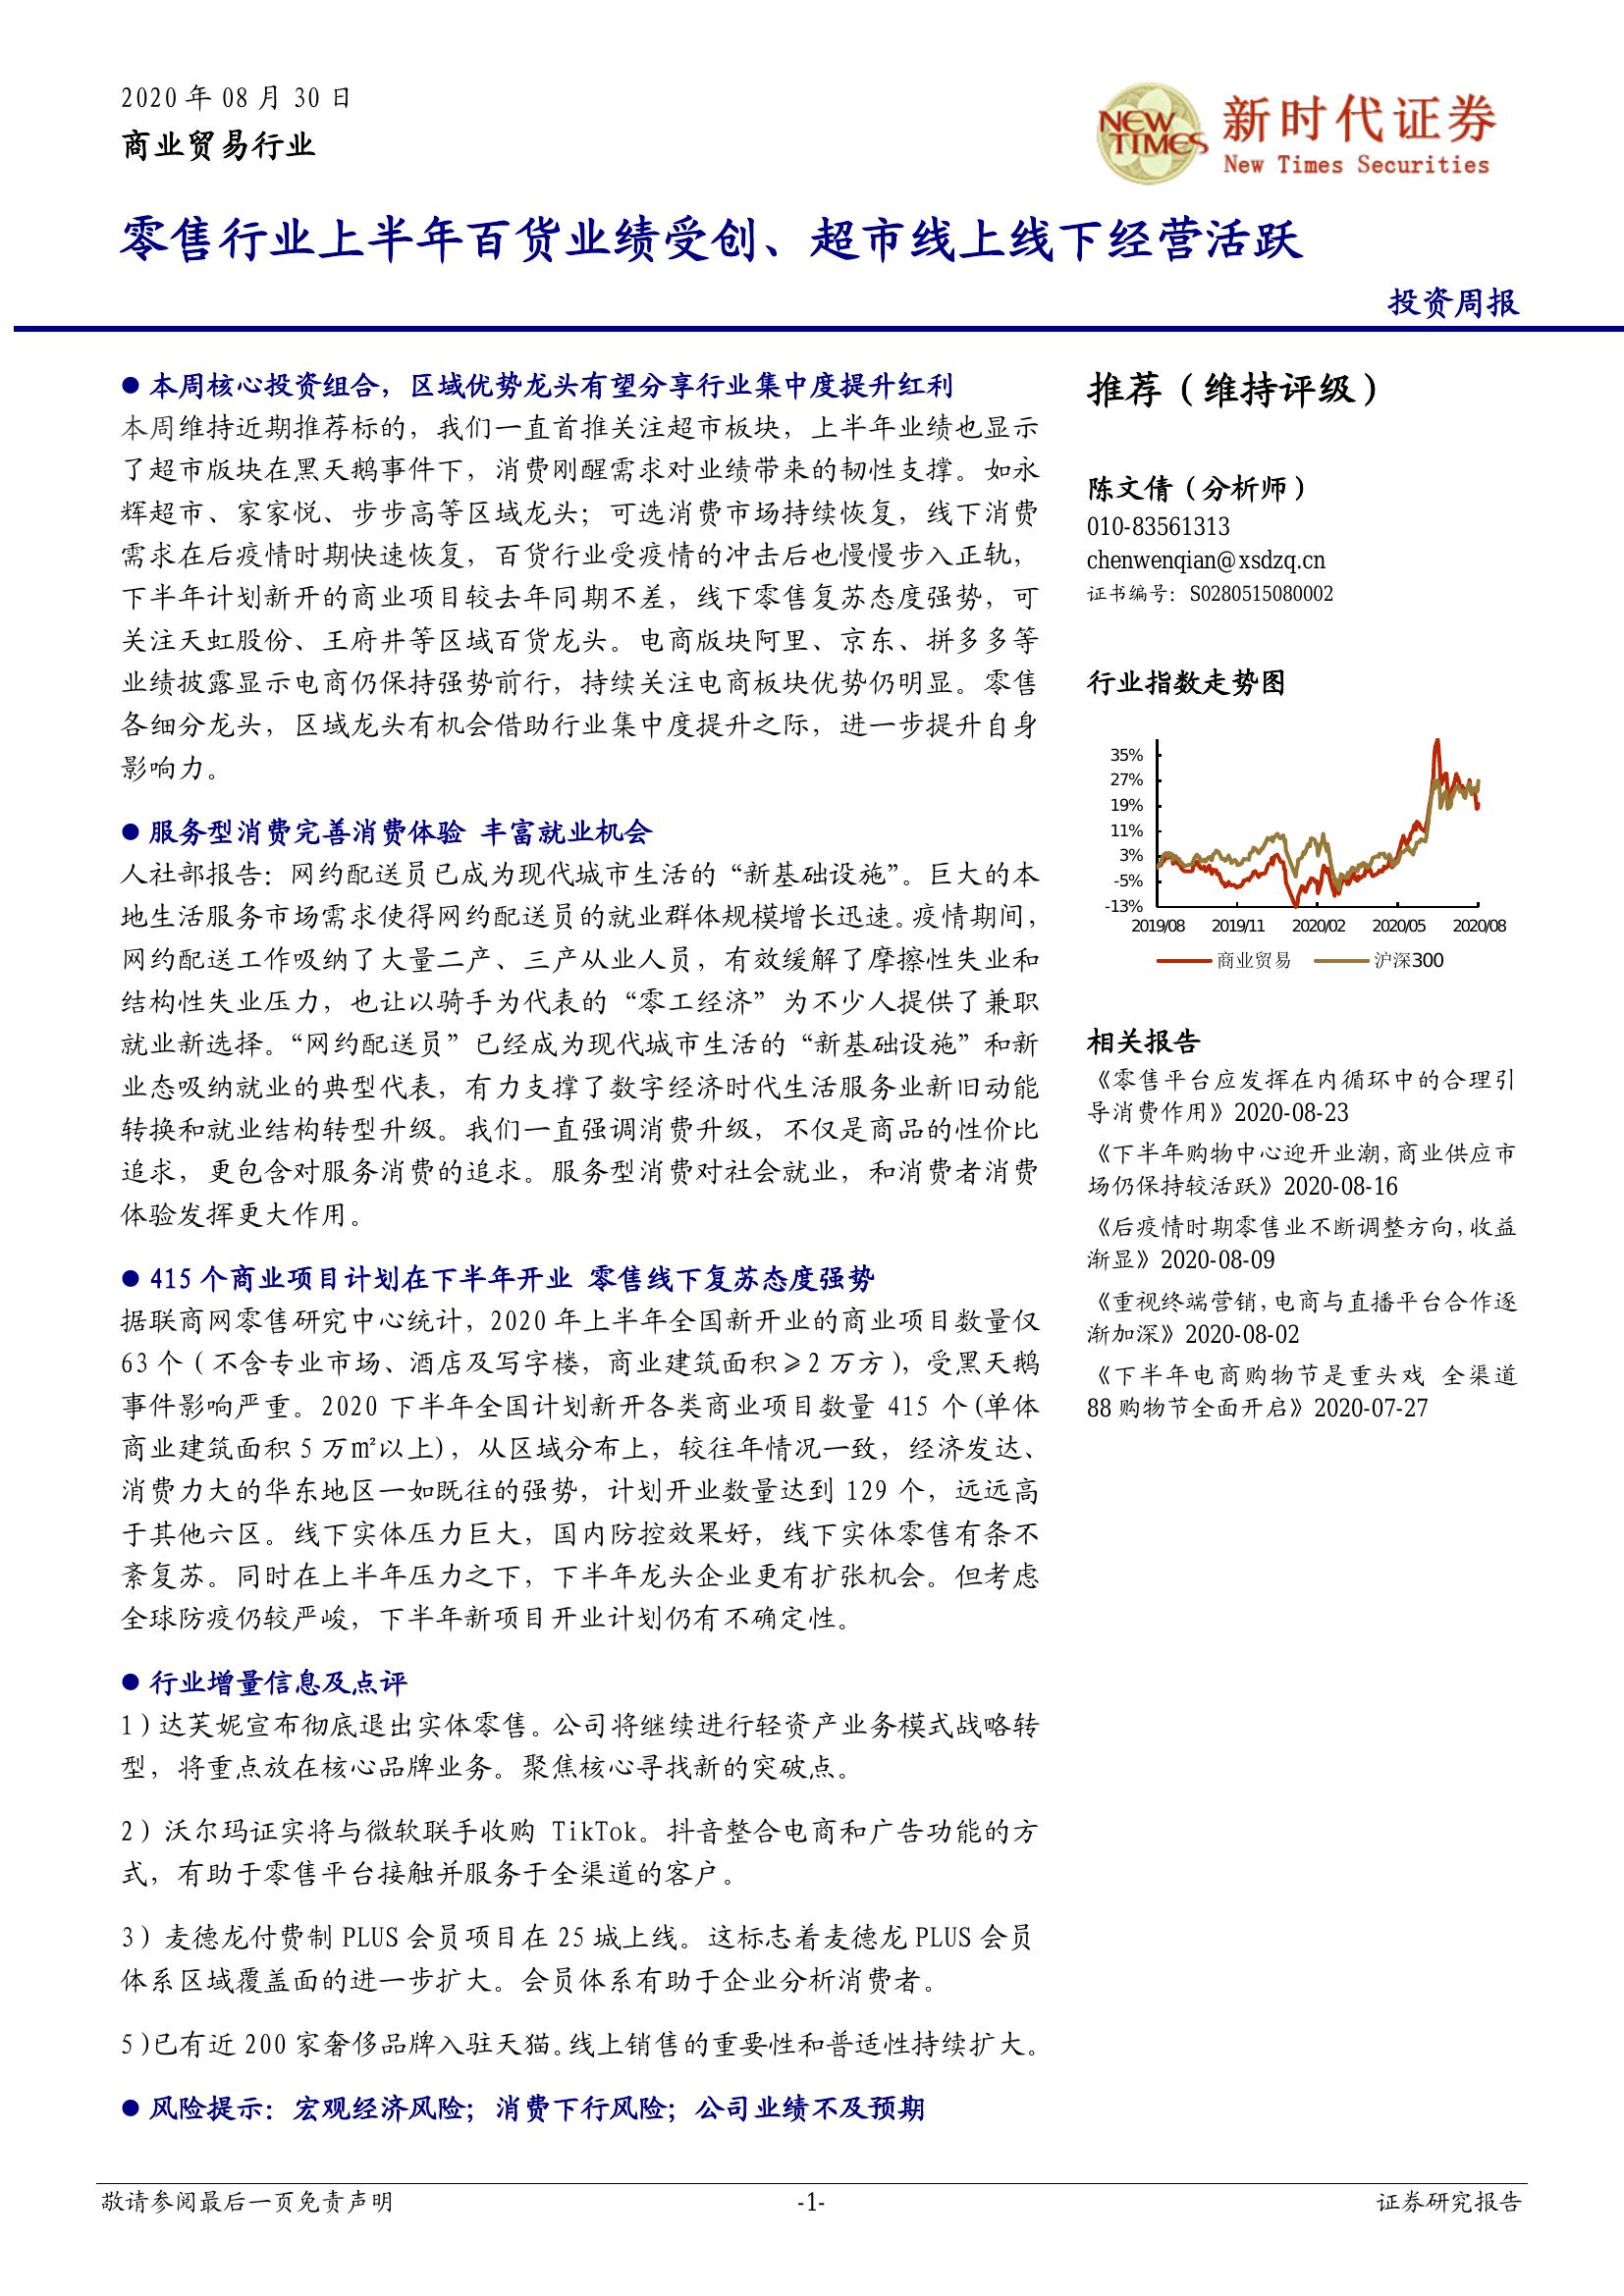 2020 年 08 月 30 日
商业贸易行业
NEW TIMES
新时代证券
New Times Securities
零售行业上半年百货业绩受创、超市线上线下经营活跃
投资周报
● 本周核心投资组合，区域优势龙头有望分享行业集中度提升红利
本周维持近期推荐标的，我们一直首推关注超市板块，上半年业绩也显示
了超市版块在黑天鹅事件下，消费刚醒需求对业绩带来的韧性支撑。如永
辉超市、家家悦、步步高等区域龙头；可选消费市场持续恢复，线下消费
需求在后疫情时期快速恢复，百货行业受疫情的冲击后也慢慢步入正轨，
下半年计划新开的商业项目较去年同期不差，线下零售复苏态度强势，可
关注天虹股份、王府井等区域百货龙头。电商版块阿里、京东、拼多多等
业绩披露显示电商仍保持强势前行，持续关注电商板块优势仍明显。零售
各细分龙头，区域龙头有机会借助行业集中度提升之际，进一步提升自身
影响力。
● 服务型消费完善消费体验 丰富就业机会
人社部报告：网约配送员已成为现代城市生活的“新基础设施”。巨大的本
地生活服务市场需求使得网约配送员的就业群体规模增长迅速。疫情期间，
网约配送工作吸纳了大量二产、三产从业人员，有效缓解了摩擦性失业和
结构性失业压力，也让以骑手为代表的“零工经济”为不少人提供了兼职
就业新选择。“网约配送员”已经成为现代城市生活的“新基础设施”和新
业态吸纳就业的典型代表，有力支撑了数字经济时代生活服务业新旧动能
转换和就业结构转型升级。我们一直强调消费升级，不仅是商品的性价比
追求，更包含对服务消费的追求。服务型消费对社会就业，和消费者消费
体验发挥更大作用。
● 415 个商业项目计划在下半年开业 零售线下复苏态度强势
据联商网零售研究中心统计，2020 年上半年全国新开业的商业项目数量仅
63 个（不含专业市场、酒店及写字楼，商业建筑面积≥2 万方），受黑天鹅
事件影响严重。2020 下半年全国计划新开各类商业项目数量 415 个(单体
商业建筑面积 5 万㎡以上)，从区域分布上，较往年情况一致，经济发达、
消费力大的华东地区一如既往的强势，计划开业数量达到 129 个，远远高
于其他六区。线下实体压力巨大，国内防控效果好，线下实体零售有条不
紊复苏。同时在上半年压力之下，下半年龙头企业更有扩张机会。但考虑
全球防疫仍较严峻，下半年新项目开业计划仍有不确定性。
● 行业增量信息及点评
1）达芙妮宣布彻底退出实体零售。公司将继续进行轻资产业务模式战略转
型，将重点放在核心品牌业务。聚焦核心寻找新的突破点。
2）沃尔玛证实将与微软联手收购 TikTok。抖音整合电商和广告功能的方
式，有助于零售平台接触并服务于全渠道的客户。
3）麦德龙付费制 PLUS 会员项目在 25 城上线。这标志着麦德龙 PLUS 会员
体系区域覆盖面的进一步扩大。会员体系有助于企业分析消费者。
5)已有近 200 家奢侈品牌入驻天猫。线上销售的重要性和普适性持续扩大。
● 风险提示：宏观经济风险；消费下行风险；公司业绩不及预期
推荐（维持评级）
陈文倩（分析师）
010-83561313
chenwenqian@xsdzq.cn
证书编号：S0280515080002
行业指数走势图
35%
27%
19%
11%
3%
-5%
-13%
2019/08 2019/11 2020/02 2020/05 2020/08
商业贸易 沪深300
相关报告
《零售平台应发挥在内循环中的合理引
导消费作用》2020-08-23
《下半年购物中心迎开业潮，商业供应市
场仍保持较活跃》2020-08-16
《后疫情时期零售业不断调整方向，收益
渐显》2020-08-09
《重视终端营销，电商与直播平台合作逐
渐加深》2020-08-02
《下半年电商购物节是重头戏 全渠道
88 购物节全面开启》2020-07-27
敬请参阅最后一页免责声明
-1-
证券研究报告